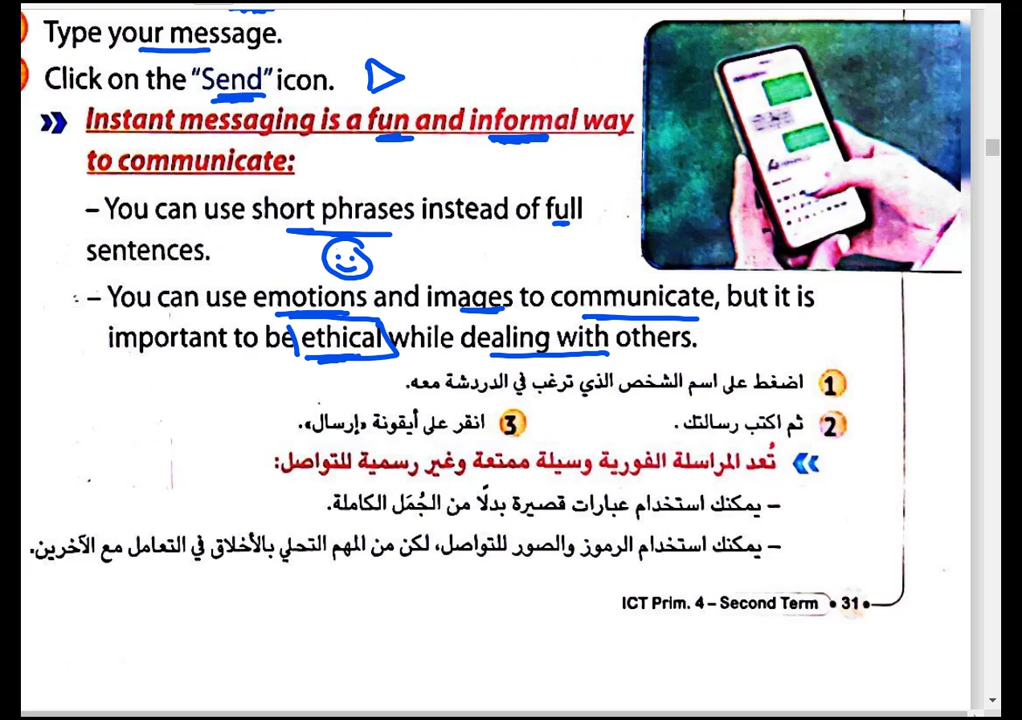 Type your message.
Click on the “Send” icon.
Instant messaging is a fun and informal way
to communicate:
– You can use short phrases instead of full
sentences.
– You can use emotions and images to communicate, but it is
important to be ethical while dealing with others.
1 اضغط على اسم الشخص الذي ترغب في الدردشة معه.
2 ثم اكتب رسالتك . 3 انقر على أيقونة «إرسال».
تُعد المراسلة الفورية وسيلة ممتعة وغير رسمية للتواصل:
– يمكنك استخدام عبارات قصيرة بدلًا من الجُمَل الكاملة.
– يمكنك استخدام الرموز والصور للتواصل، لكن من المهم التحلي بالأخلاق في التعامل مع الآخرين.
ICT Prim. 4 – Second Term • 31 •